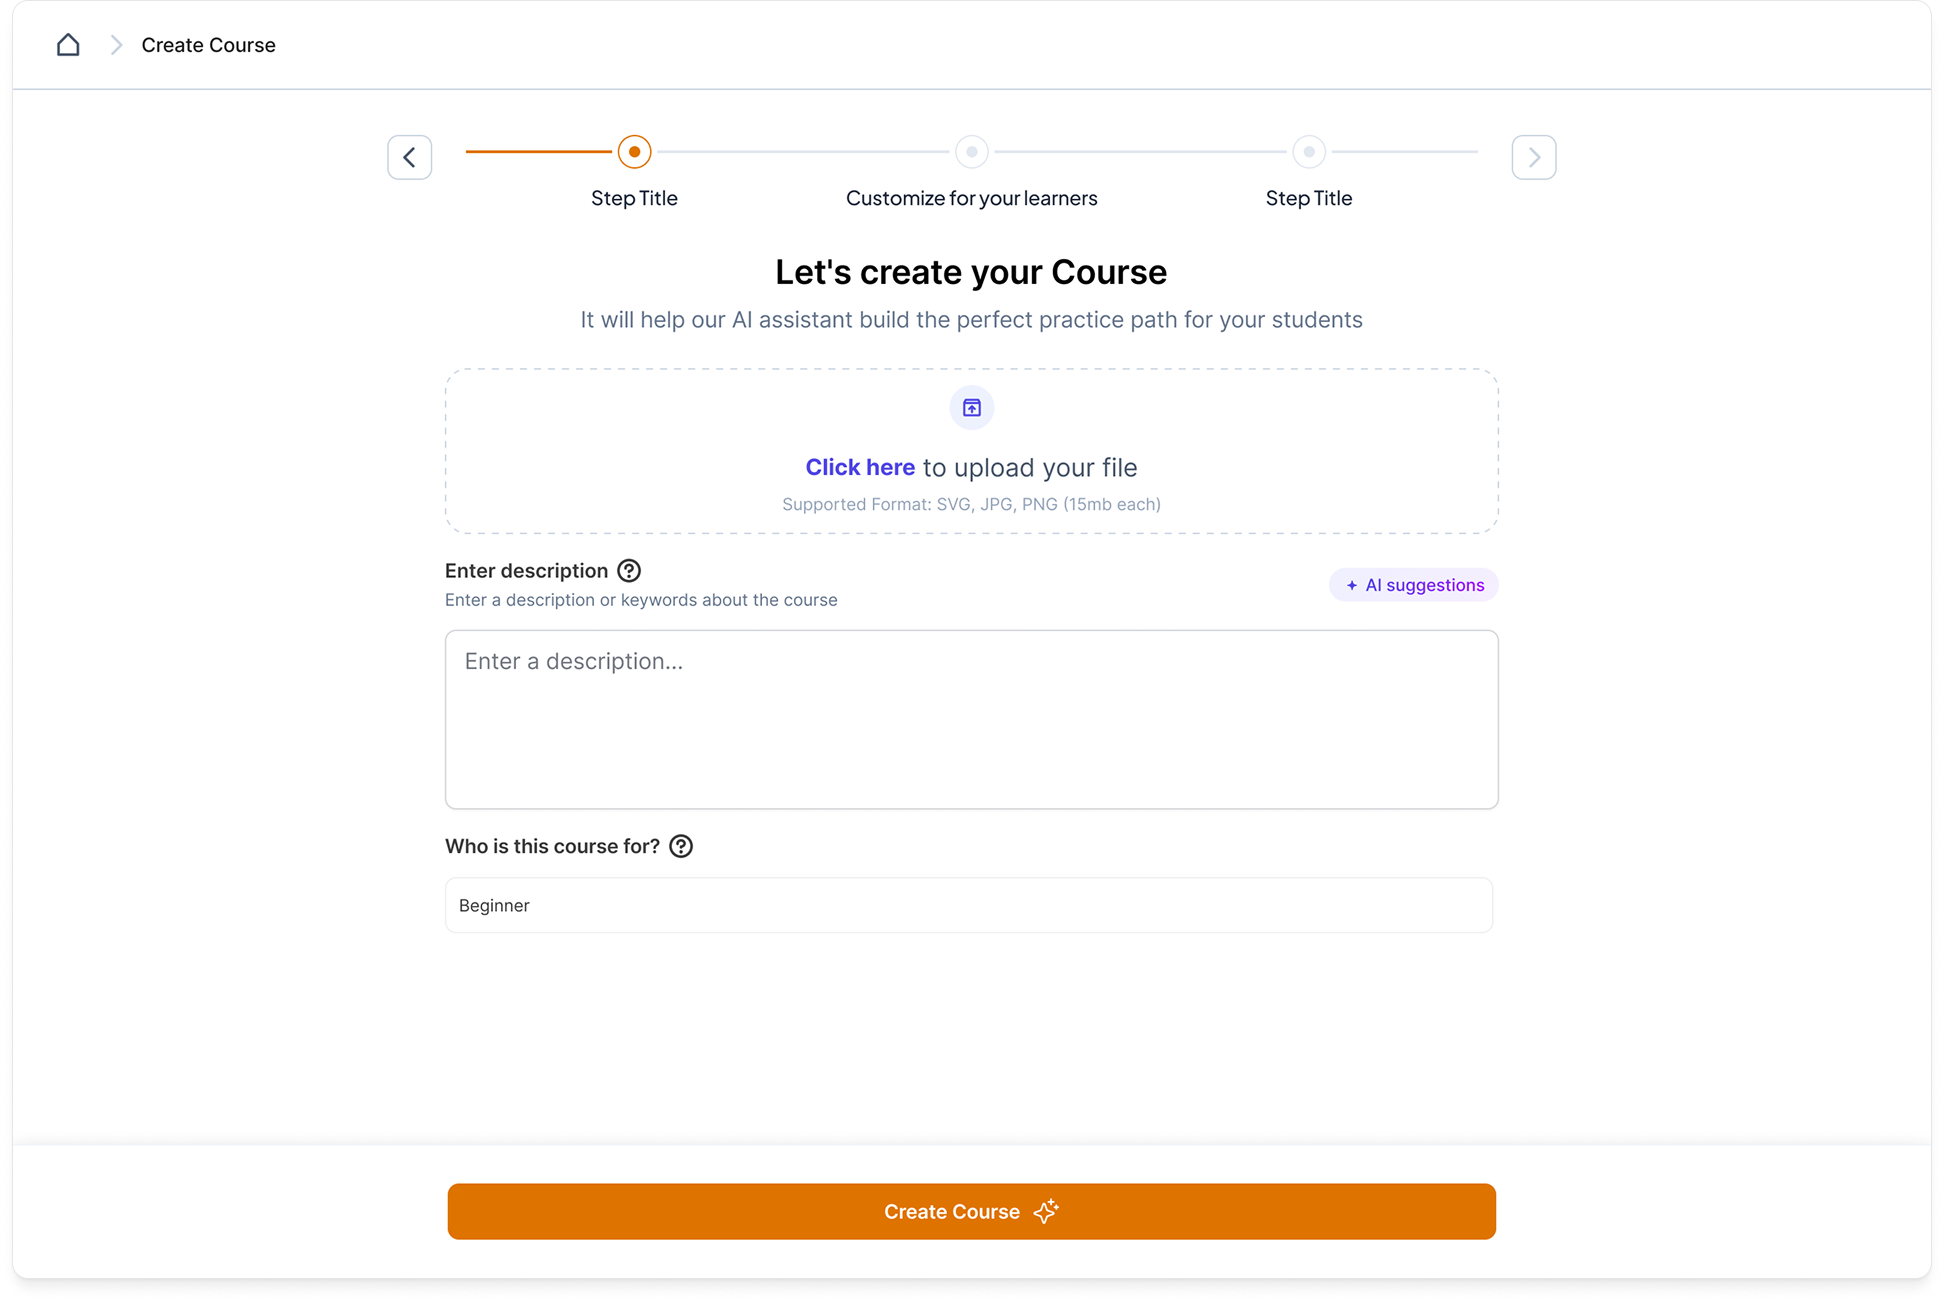 Create Course
Step Title
Customize for your learners
Step Title
Let's create your Course
It will help our AI assistant build the perfect practice path for your students
Click here to upload your file
Supported Format: SVG, JPG, PNG (15mb each)
Enter description
AI suggestions
Enter a description or keywords about the course
Enter a description...
Who is this course for?
Beginner
Create Course